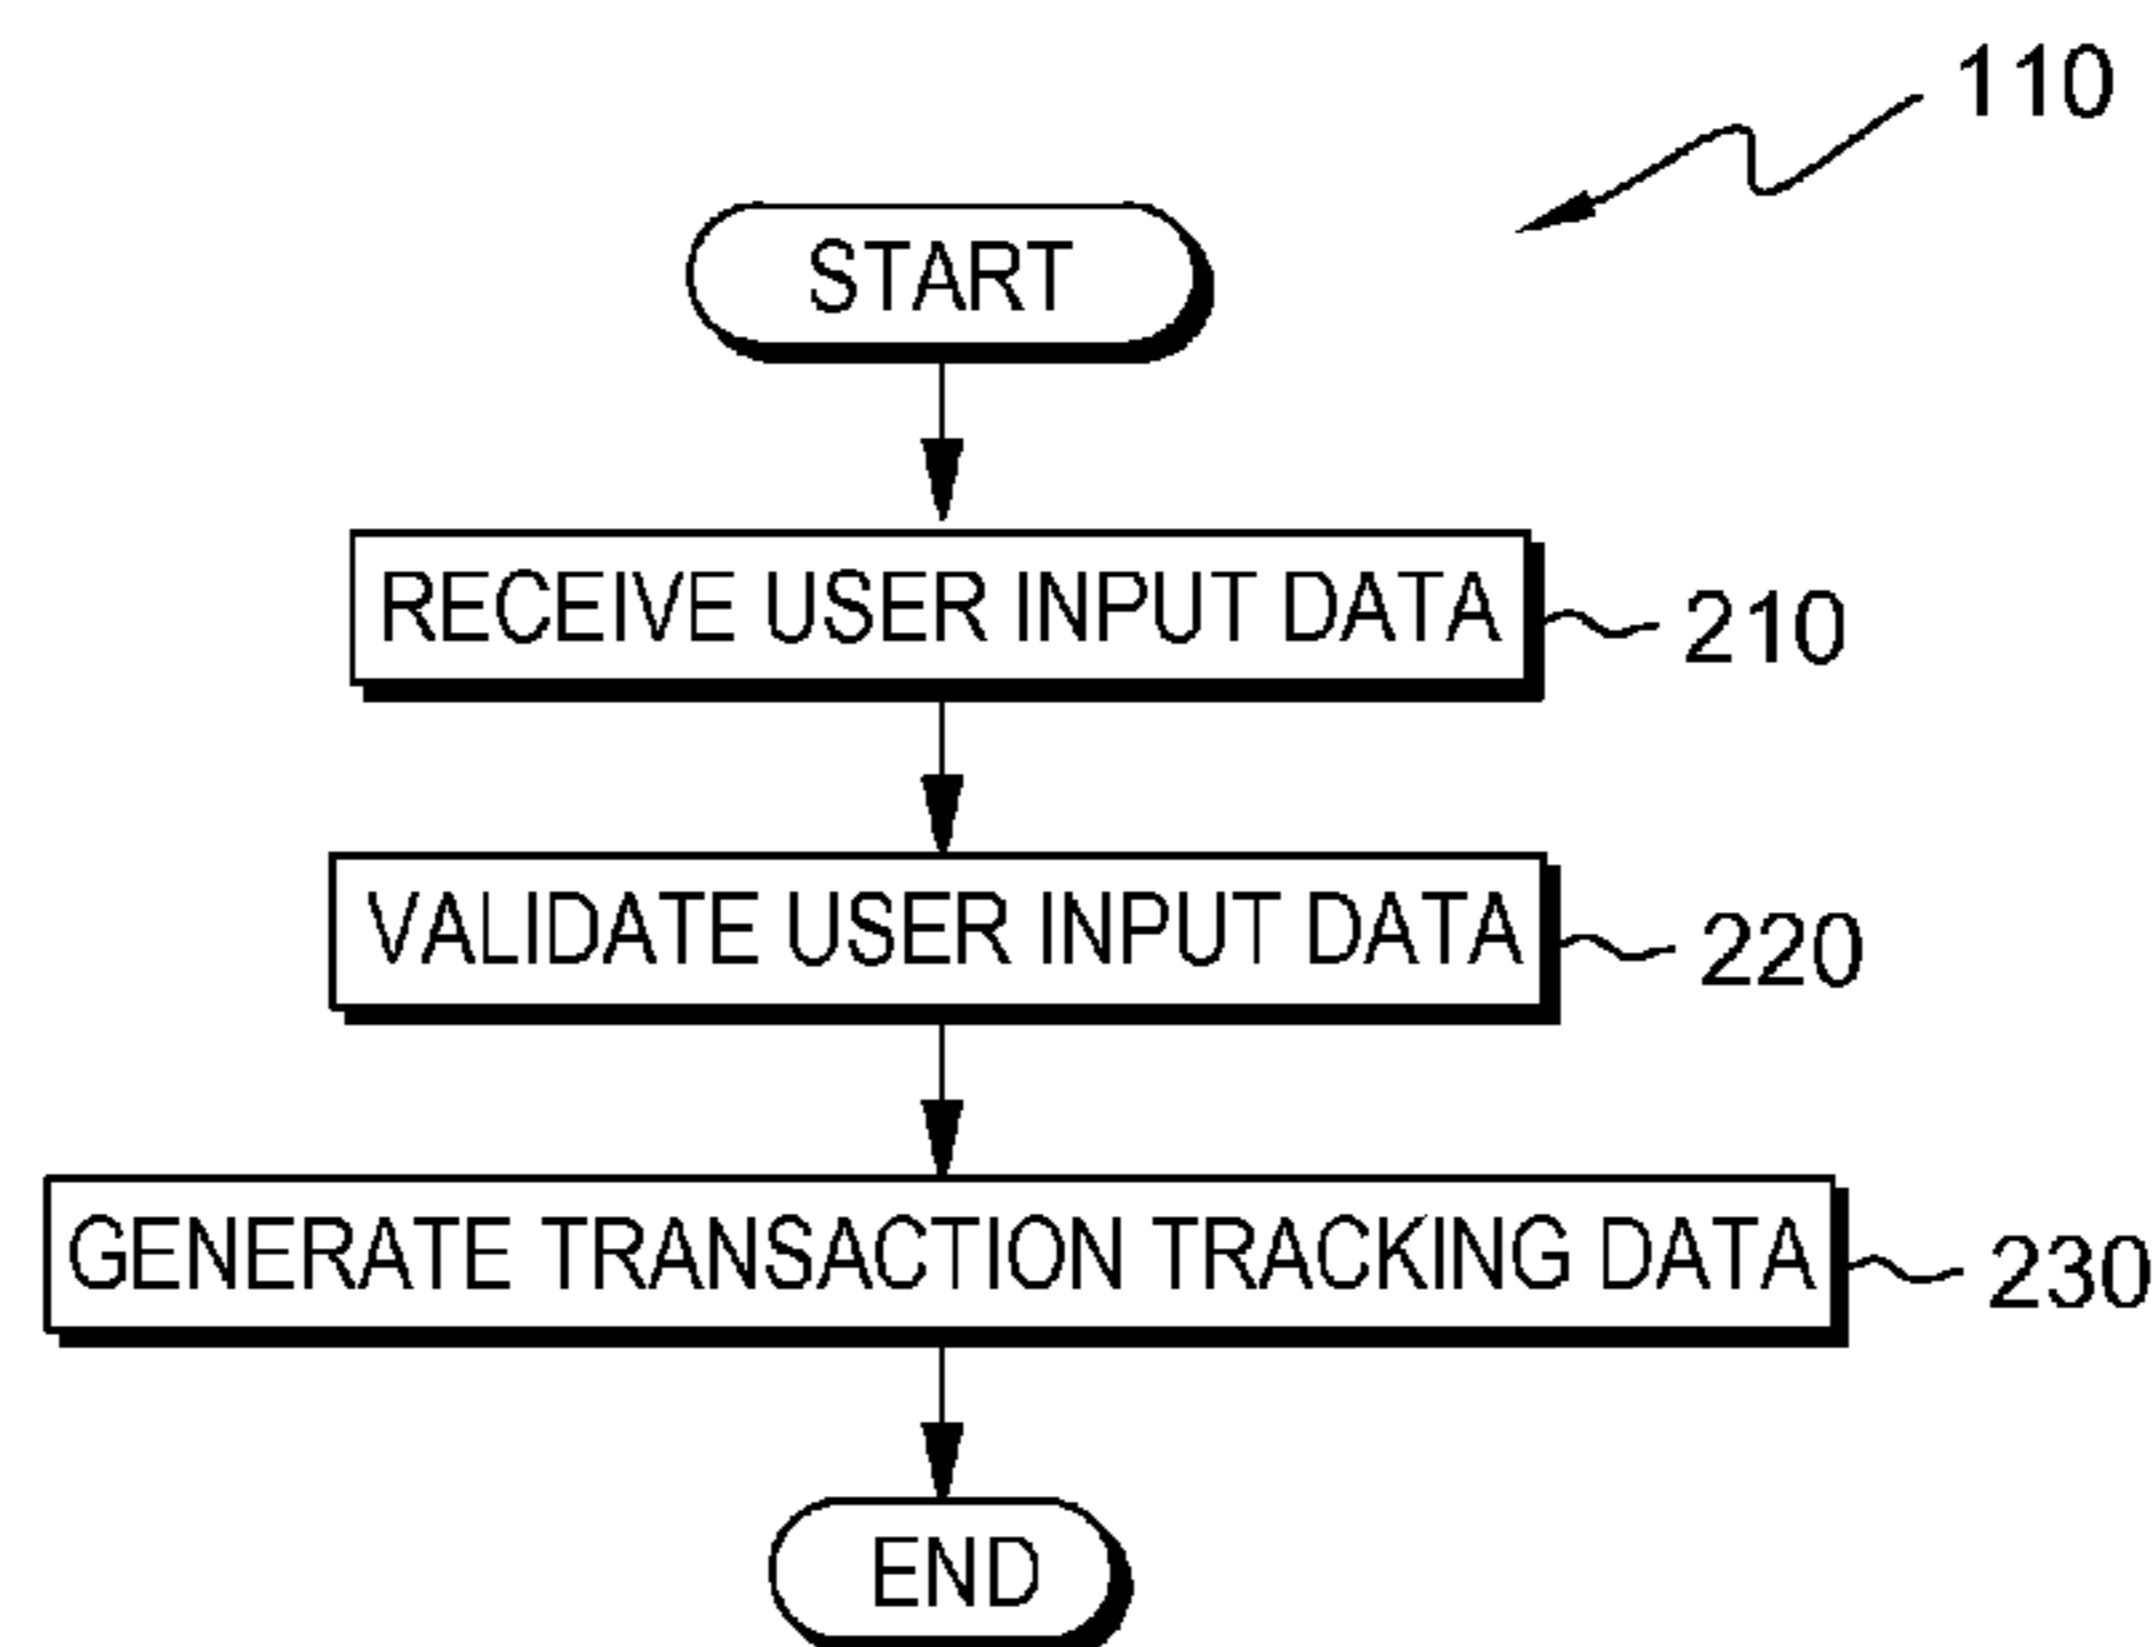 110
START
RECEIVE USER INPUT DATA 210
VALIDATE USER INPUT DATA 220
GENERATE TRANSACTION TRACKING DATA 230
END